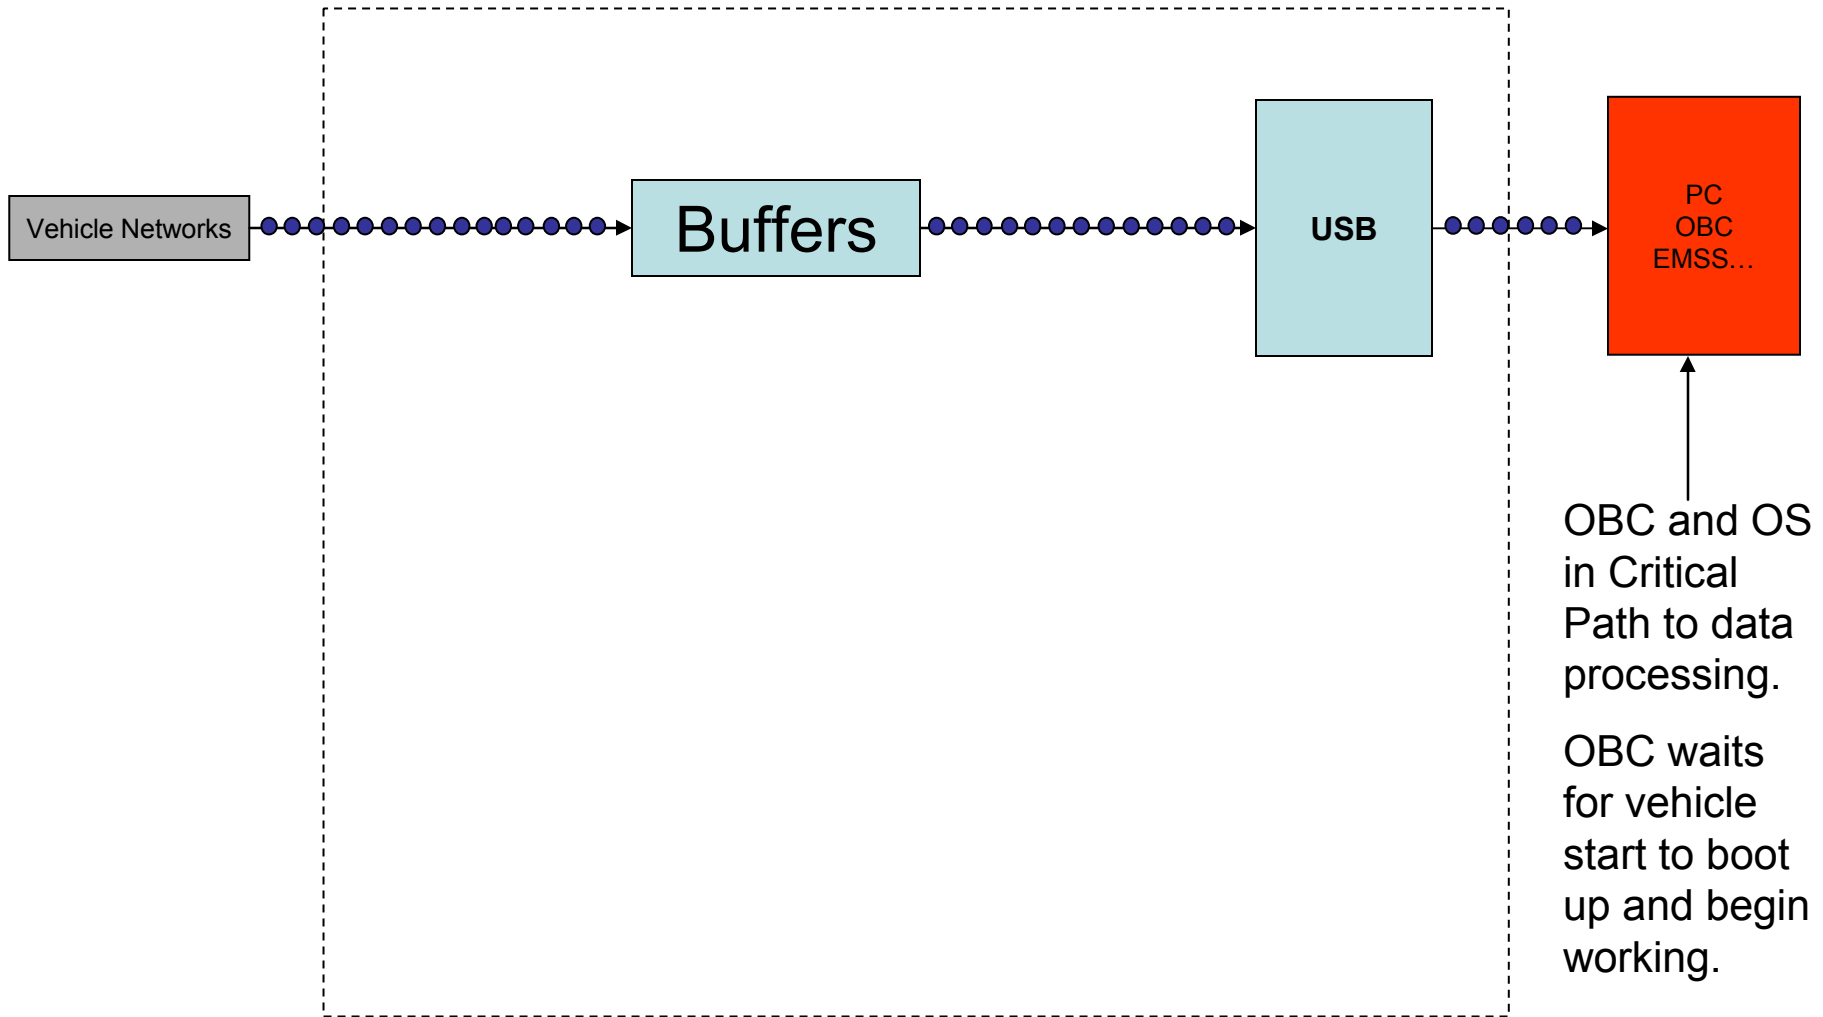 Vehicle Networks
Buffers
USB
PC
OBC
EMSS…
OBC and OS
in Critical
Path to data
processing.
OBC waits
for vehicle
start to boot
up and begin
working.